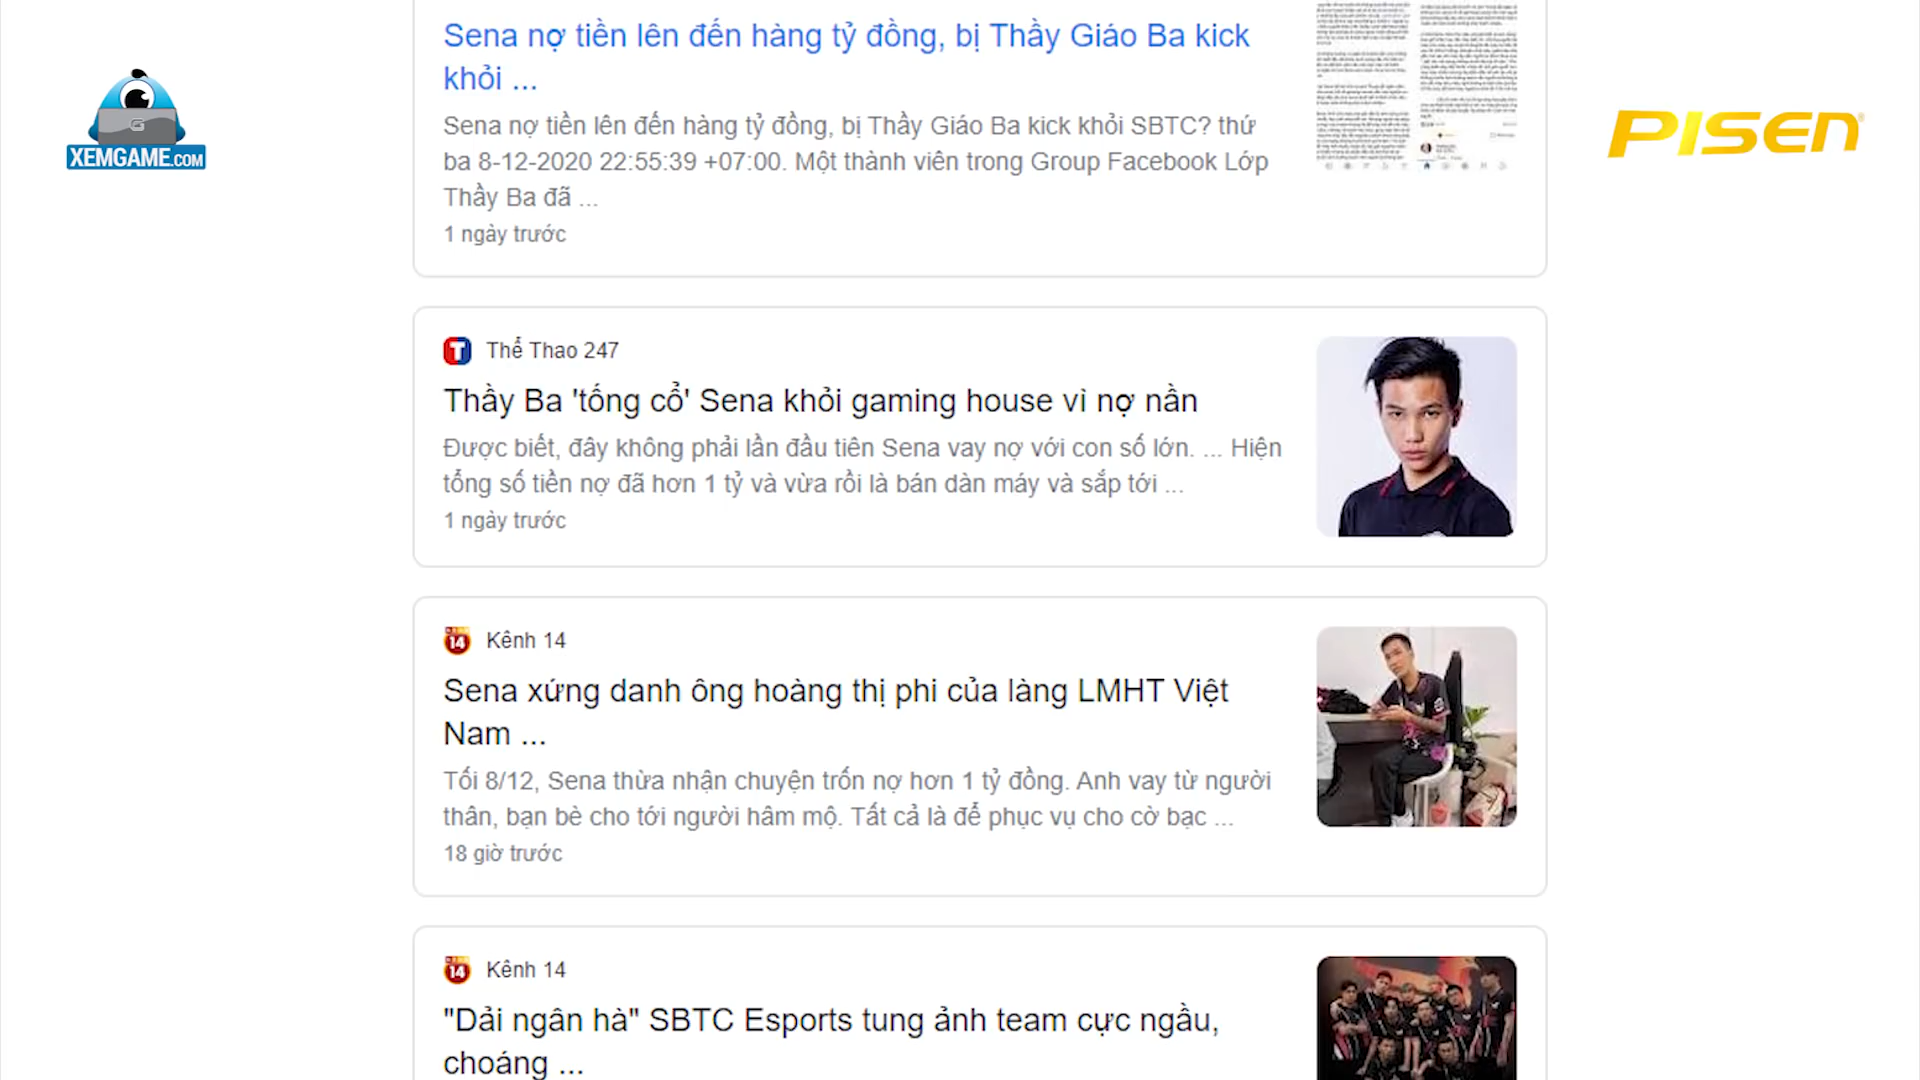 Sena nợ tiền lên đến hàng tỷ đồng, bị Thầy Giáo Ba kick
khỏi ...
Sena nợ tiền lên đến hàng tỷ đồng, bị Thầy Giáo Ba kick khỏi SBTC? thứ
ba 8-12-2020 22:55:39 +07:00. Một thành viên trong Group Facebook Lớp
Thầy Ba đã ...
1 ngày trước
G
XEMGAME.COM
PISEN®
T
Thể Thao 247
Thầy Ba 'tống cổ' Sena khỏi gaming house vì nợ nần
Được biết, đây không phải lần đầu tiên Sena vay nợ với con số lớn. ... Hiện
tổng số tiền nợ đã hơn 1 tỷ và vừa rồi là bán dàn máy và sắp tới ...
1 ngày trước
14
Kênh 14
Sena xứng danh ông hoàng thị phi của làng LMHT Việt
Nam ...
Tối 8/12, Sena thừa nhận chuyện trốn nợ hơn 1 tỷ đồng. Anh vay từ người
thân, bạn bè cho tới người hâm mộ. Tất cả là để phục vụ cho cờ bạc ...
18 giờ trước
14
Kênh 14
"Dải ngân hà" SBTC Esports tung ảnh team cực ngầu,
choáng ...